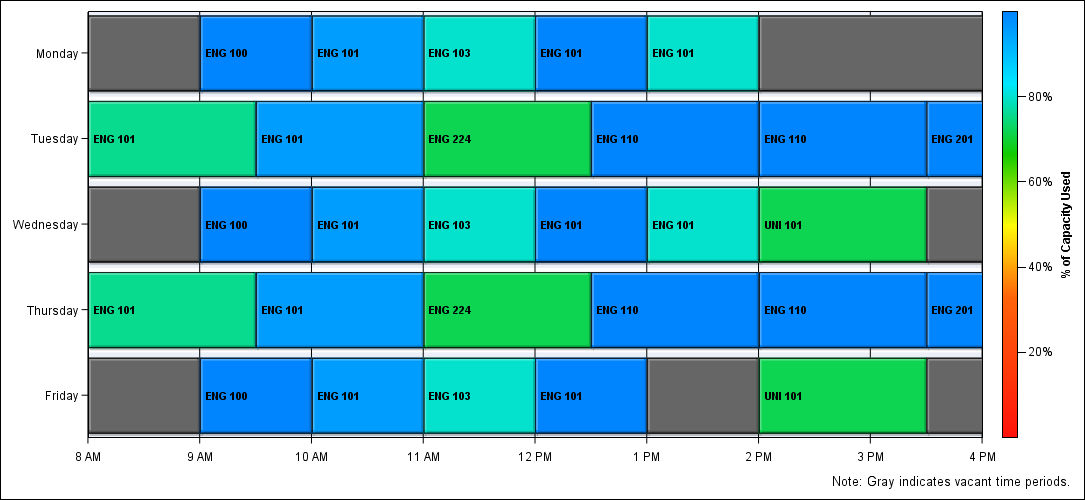 Monday
ENG 100 ENG 101 ENG 103 ENG 101 ENG 101
Tuesday
ENG 101 ENG 101 ENG 224 ENG 110 ENG 110 ENG 201
Wednesday
ENG 100 ENG 101 ENG 103 ENG 101 ENG 101 UNI 101
Thursday
ENG 101 ENG 101 ENG 224 ENG 110 ENG 110 ENG 201
Friday
ENG 100 ENG 101 ENG 103 ENG 101 UNI 101
8 AM 9 AM 10 AM 11 AM 12 PM 1 PM 2 PM 3 PM 4 PM
80%
60%
40%
20%
% of Capacity Used
Note: Gray indicates vacant time periods.